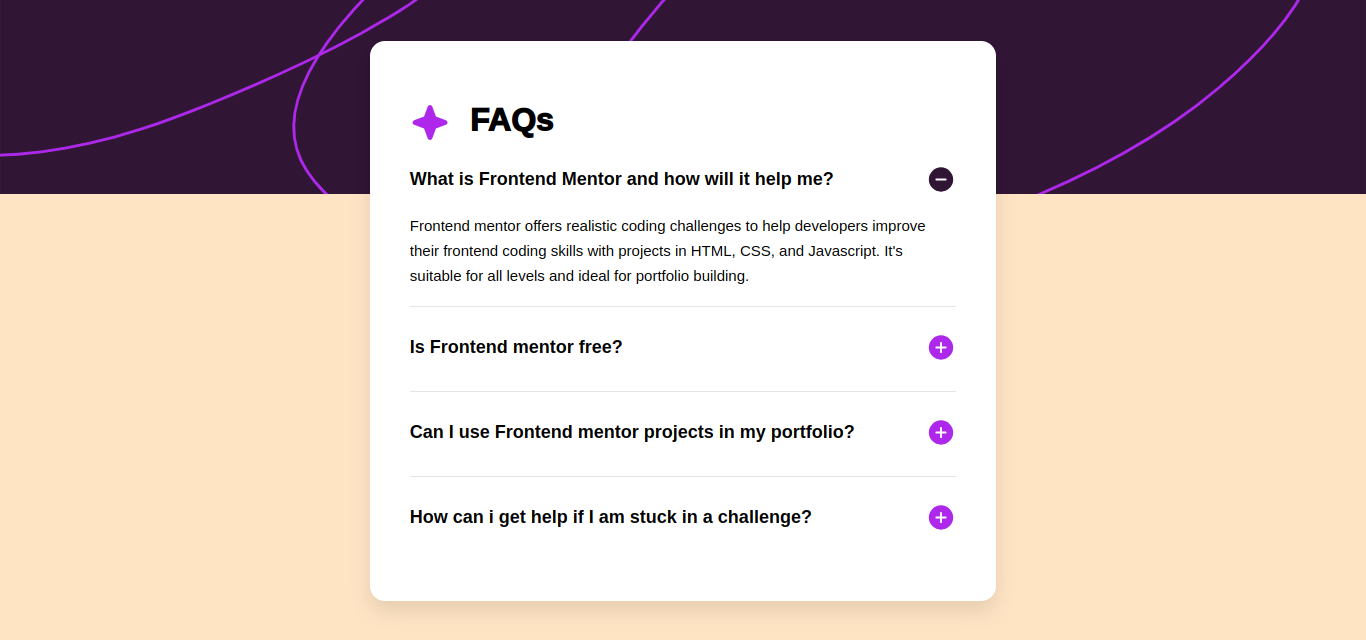 FAQs
What is Frontend Mentor and how will it help me?
Frontend mentor offers realistic coding challenges to help developers improve
their frontend coding skills with projects in HTML, CSS, and Javascript. It's
suitable for all levels and ideal for portfolio building.
Is Frontend mentor free?
Can I use Frontend mentor projects in my portfolio?
How can i get help if I am stuck in a challenge?